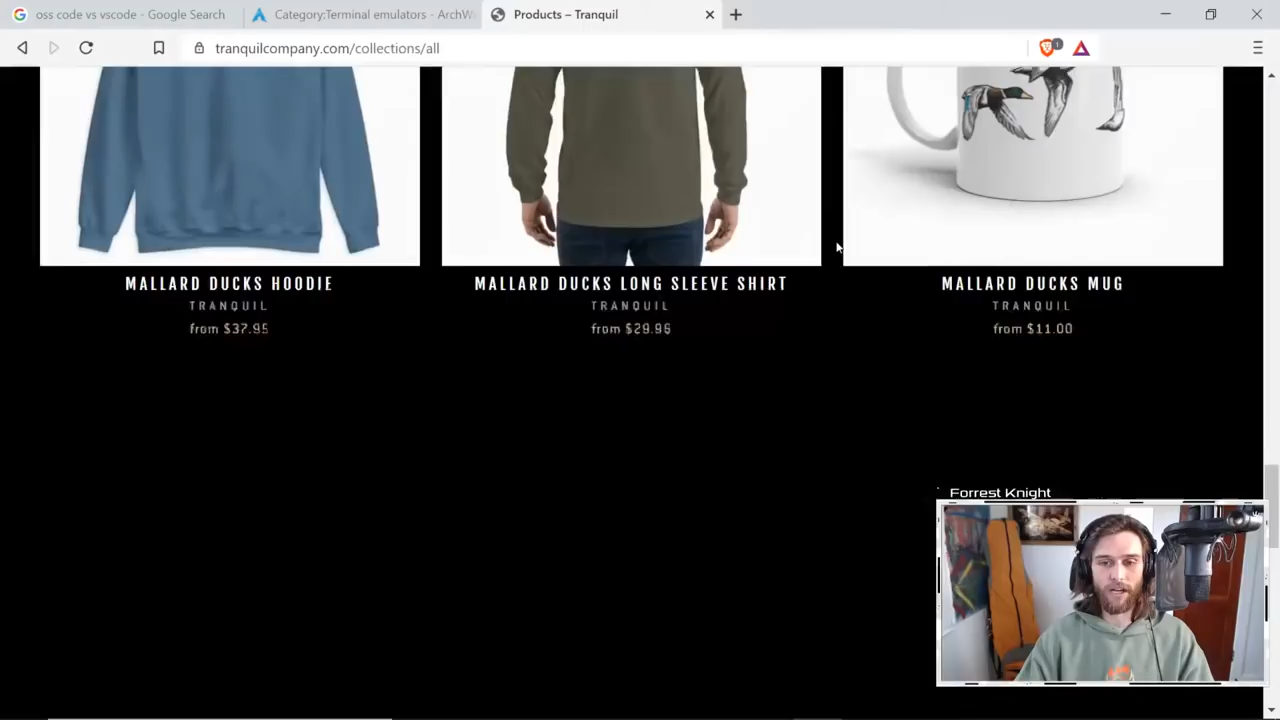 oss code vs vscode - Google Search
Category:Terminal emulators - ArchW
Products – Tranquil
tranquilcompany.com/collections/all
1
MALLARD DUCKS HOODIE
TRANQUIL
from $37.95
MALLARD DUCKS LONG SLEEVE SHIRT
TRANQUIL
from $29.95
MALLARD DUCKS MUG
TRANQUIL
from $11.00
Forrest Knight